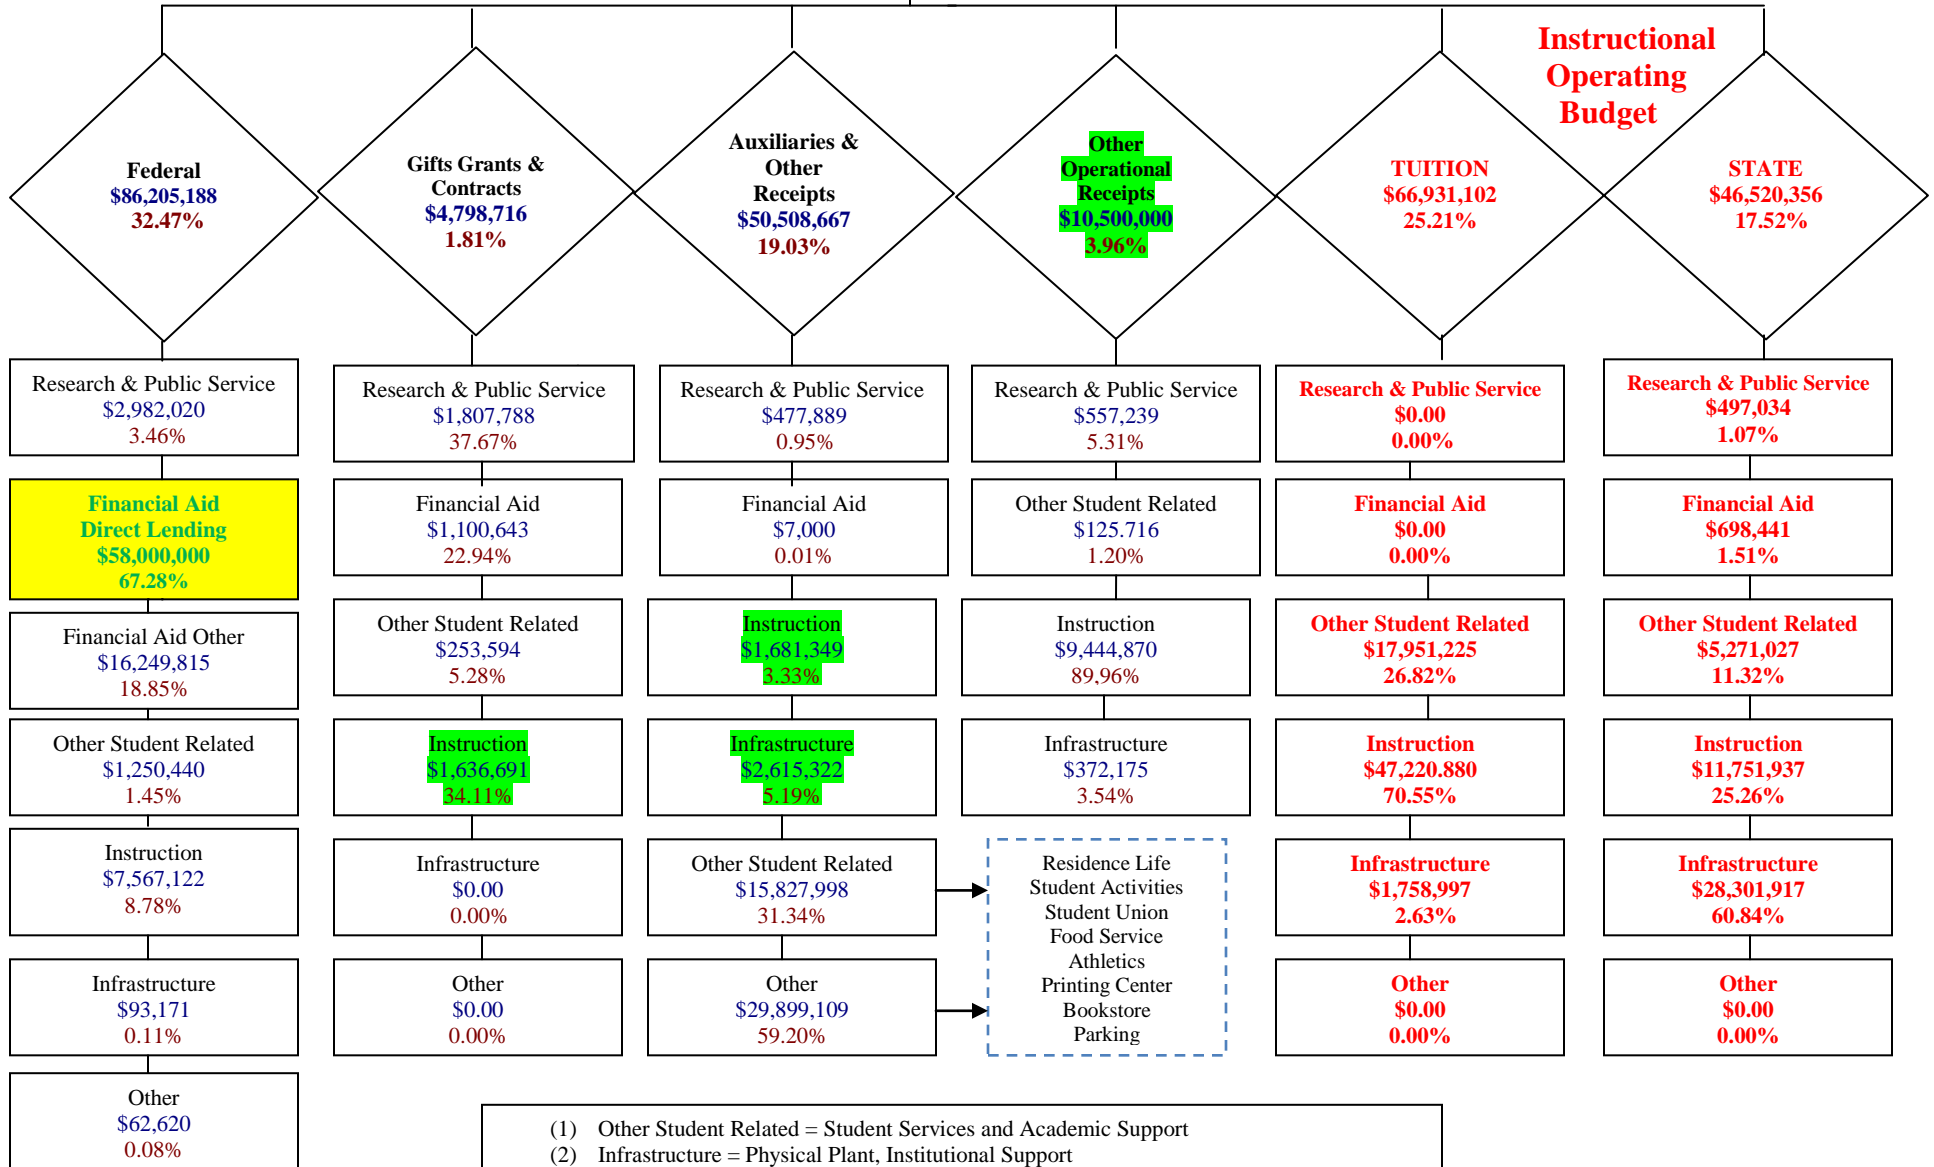 Instructional
Operating
Budget
Federal
$86,205,188
32.47%
Gifts Grants &
Contracts
$4,798,716
1.81%
Auxiliaries &
Other
Receipts
$50,508,667
19.03%
Other
Operational
Receipts
$10,500,000
3.96%
TUITION
$66,931,102
25.21%
STATE
$46,520,356
17.52%
Research & Public Service
$2,982,020
3.46%
Financial Aid
Direct Lending
$58,000,000
67.28%
Financial Aid Other
$16,249,815
18.85%
Other Student Related
$1,250,440
1.45%
Instruction
$7,567,122
8.78%
Infrastructure
$93,171
0.11%
Other
$62,620
0.08%
Research & Public Service
$1,807,788
37.67%
Financial Aid
$1,100,643
22.94%
Other Student Related
$253,594
5.28%
Instruction
$1,636,691
34.11%
Infrastructure
$0.00
0.00%
Other
$0.00
0.00%
Research & Public Service
$477,889
0.95%
Financial Aid
$7,000
0.01%
Instruction
$1,681,349
3.33%
Infrastructure
$2,615,322
5.19%
Other Student Related
$15,827,998
31.34%
Other
$29,899,109
59.20%
Research & Public Service
$557,239
5.31%
Other Student Related
$125.716
1.20%
Instruction
$9,444,870
89,96%
Infrastructure
$372,175
3.54%
Residence Life
Student Activities
Student Union
Food Service
Athletics
Printing Center
Bookstore
Parking
Research & Public Service
$0.00
0.00%
Financial Aid
$0.00
0.00%
Other Student Related
$17,951,225
26.82%
Instruction
$47,220.880
70.55%
Infrastructure
$1,758,997
2.63%
Other
$0.00
0.00%
Research & Public Service
$497,034
1.07%
Financial Aid
$698,441
1.51%
Other Student Related
$5,271,027
11.32%
Instruction
$11,751,937
25.26%
Infrastructure
$28,301,917
60.84%
Other
$0.00
0.00%
(1) Other Student Related = Student Services and Academic Support
(2) Infrastructure = Physical Plant, Institutional Support